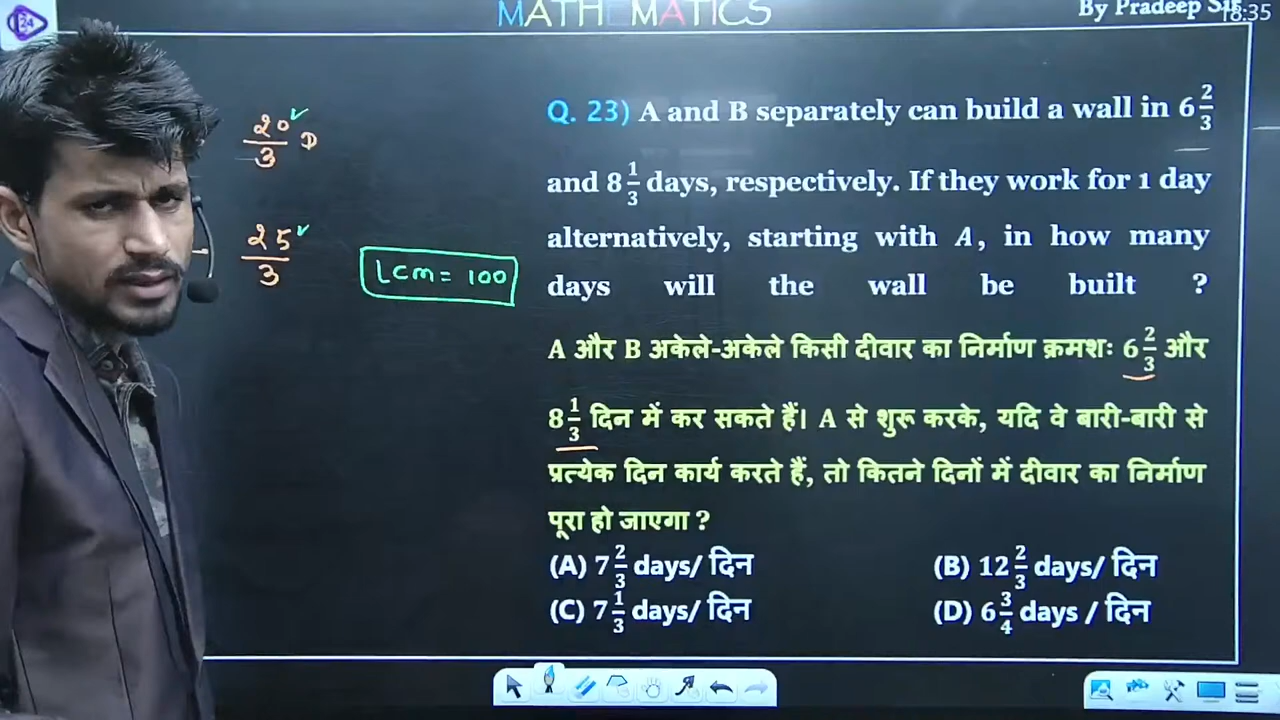 MATHEMATICS
By Pradeep Sir
18:35
24
20/3 D
25/3
LCM = 100
Q. 23) A and B separately can build a wall in 6 2/3
and 8 1/3 days, respectively. If they work for 1 day
alternatively, starting with A, in how many
days will the wall be built ?
A और B अकेले-अकेले किसी दीवार का निर्माण क्रमशः 6 2/3 और
8 1/3 दिन में कर सकते हैं। A से शुरू करके, यदि वे बारी-बारी से
प्रत्येक दिन कार्य करते हैं, तो कितने दिनों में दीवार का निर्माण
पूरा हो जाएगा ?
(A) 7 2/3 days/ दिन
(B) 12 2/3 days/ दिन
(C) 7 1/3 days/ दिन
(D) 6 3/4 days / दिन